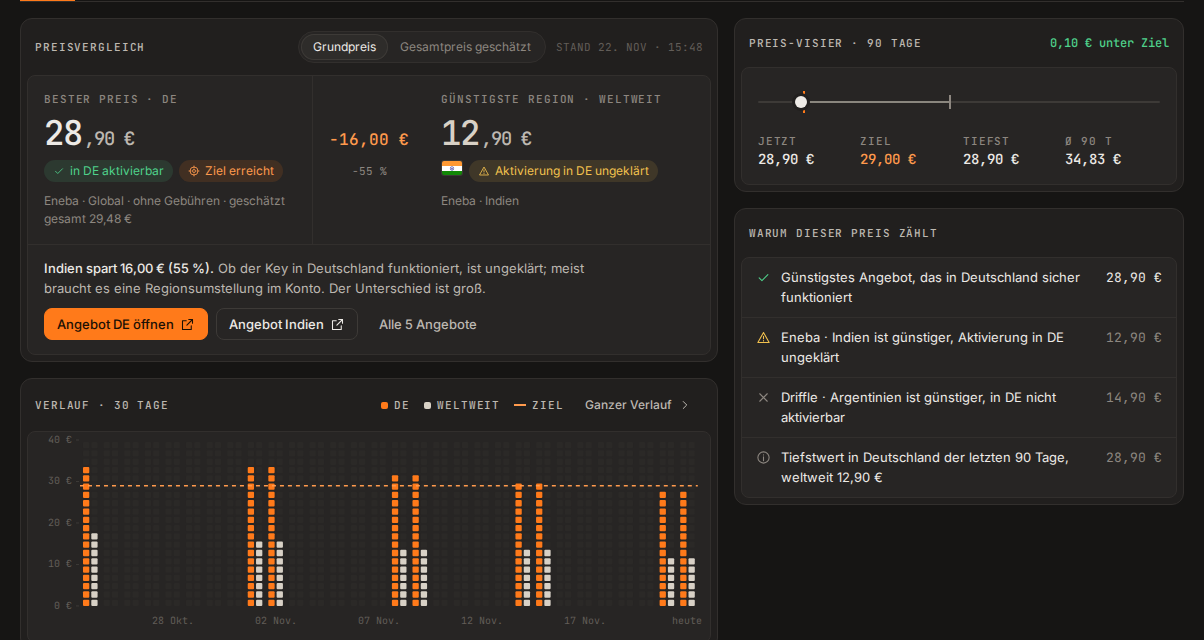 PREISVERGLEICH
Grundpreis
Gesamtpreis geschätzt
STAND 22. NOV · 15:48
BESTER PREIS · DE
28,90 €
in DE aktivierbar
Ziel erreicht
Eneba · Global · ohne Gebühren · geschätzt
gesamt 29,48 €
-16,00 €
-55 %
GÜNSTIGSTE REGION · WELTWEIT
12,90 €
Aktivierung in DE ungeklärt
Eneba · Indien
Indien spart 16,00 € (55 %). Ob der Key in Deutschland funktioniert, ist ungeklärt; meist
braucht es eine Regionsumstellung im Konto. Der Unterschied ist groß.
Angebot DE öffnen
Angebot Indien
Alle 5 Angebote
VERLAUF · 30 TAGE
DE
WELTWEIT
ZIEL
Ganzer Verlauf
40 €
30 €
20 €
10 €
0 €
28 Okt.
02 Nov.
07 Nov.
12 Nov.
17 Nov.
heute
PREIS-VISIER · 90 TAGE
0,10 € unter Ziel
JETZT
28,90 €
ZIEL
29,00 €
TIEFST
28,90 €
Ø 90 T
34,83 €
WARUM DIESER PREIS ZÄHLT
Günstigstes Angebot, das in Deutschland sicher
funktioniert
28,90 €
Eneba · Indien ist günstiger, Aktivierung in DE
ungeklärt
12,90 €
Driffle · Argentinien ist günstiger, in DE nicht
aktivierbar
14,90 €
Tiefstwert in Deutschland der letzten 90 Tage,
weltweit 12,90 €
28,90 €